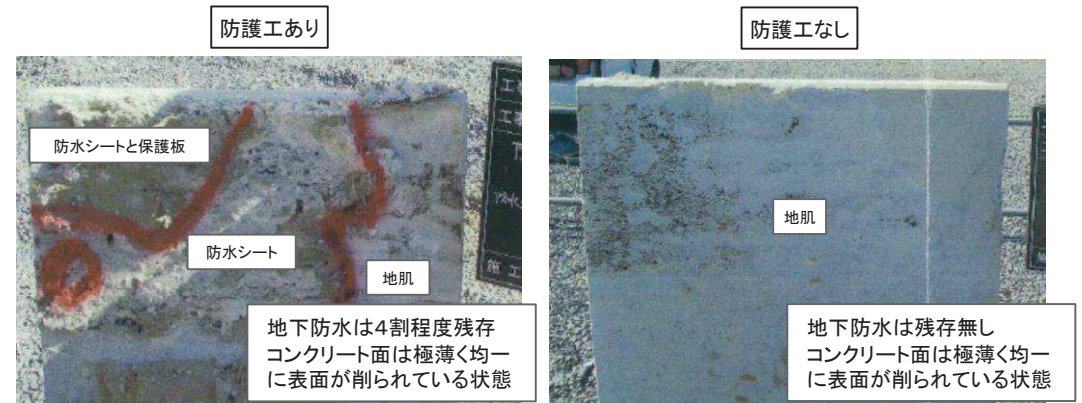 防護工あり
防水シートと保護板
防水シート
地肌
地下防水は４割程度残存
コンクリート面は極薄く均一
に表面が削られている状態
防護工なし
地肌
地下防水は残存無し
コンクリート面は極薄く均一
に表面が削られている状態